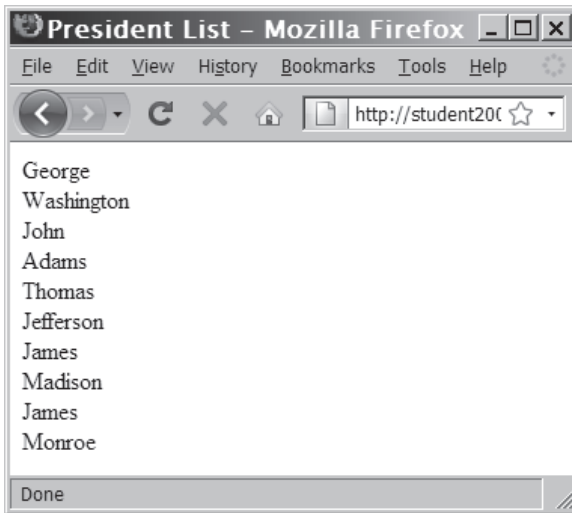 President List – Mozilla Firefox
File Edit View History Bookmarks Tools Help
http://student200
George
Washington
John
Adams
Thomas
Jefferson
James
Madison
James
Monroe
Done